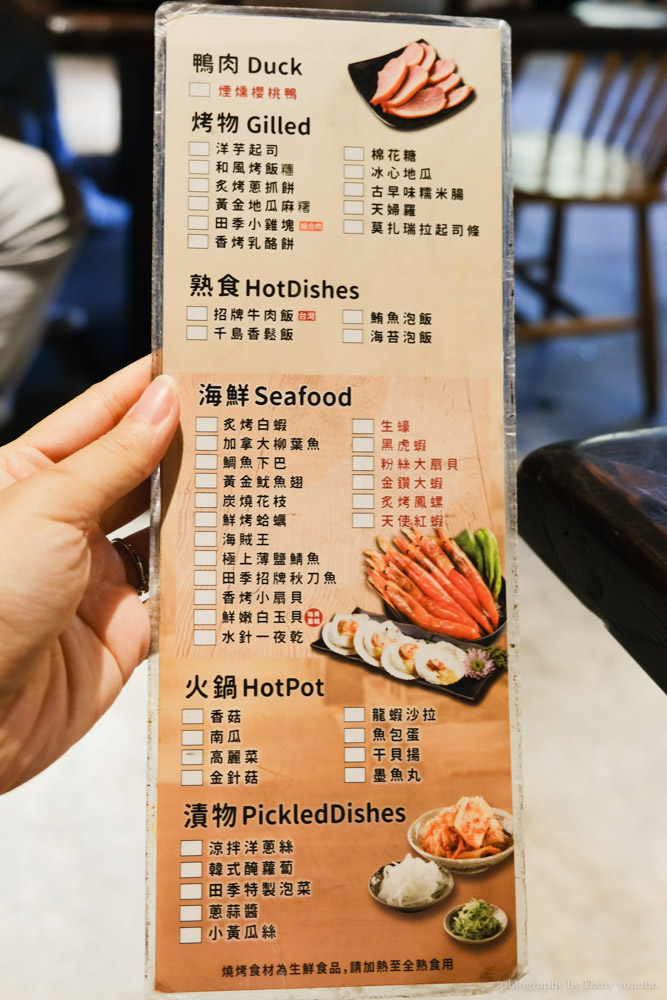 鴨肉 Duck
煙燻櫻桃鴨
烤物 Gilled
洋芋起司
和風烤飯糰
炙烤蔥抓餅
黃金地瓜麻糬
田季小雞塊 組合肉
香烤乳酪餅
棉花糖
冰心地瓜
古早味糯米腸
天婦羅
莫扎瑞拉起司條
熟食 HotDishes
招牌牛肉飯 台灣
千島香鬆飯
鮪魚泡飯
海苔泡飯
海鮮 Seafood
炙烤白蝦
加拿大柳葉魚
鯛魚下巴
黃金魷魚翅
炭燒花枝
鮮烤蛤蠣
海賊王
極上薄鹽鯖魚
田季招牌秋刀魚
香烤小扇貝
鮮嫩白玉貝
水針一夜乾
生蠔
黑虎蝦
粉絲大扇貝
金鑽大蝦
炙烤鳳螺
天使紅蝦
火鍋 HotPot
香菇
南瓜
高麗菜
金針菇
龍蝦沙拉
魚包蛋
干貝揚
墨魚丸
漬物 PickledDishes
涼拌洋蔥絲
韓式醃蘿蔔
田季特製泡菜
蔥蒜醬
小黃瓜絲
燒烤食材為生鮮食品,請加熱至全熟食用
photography by Daisy yohoho